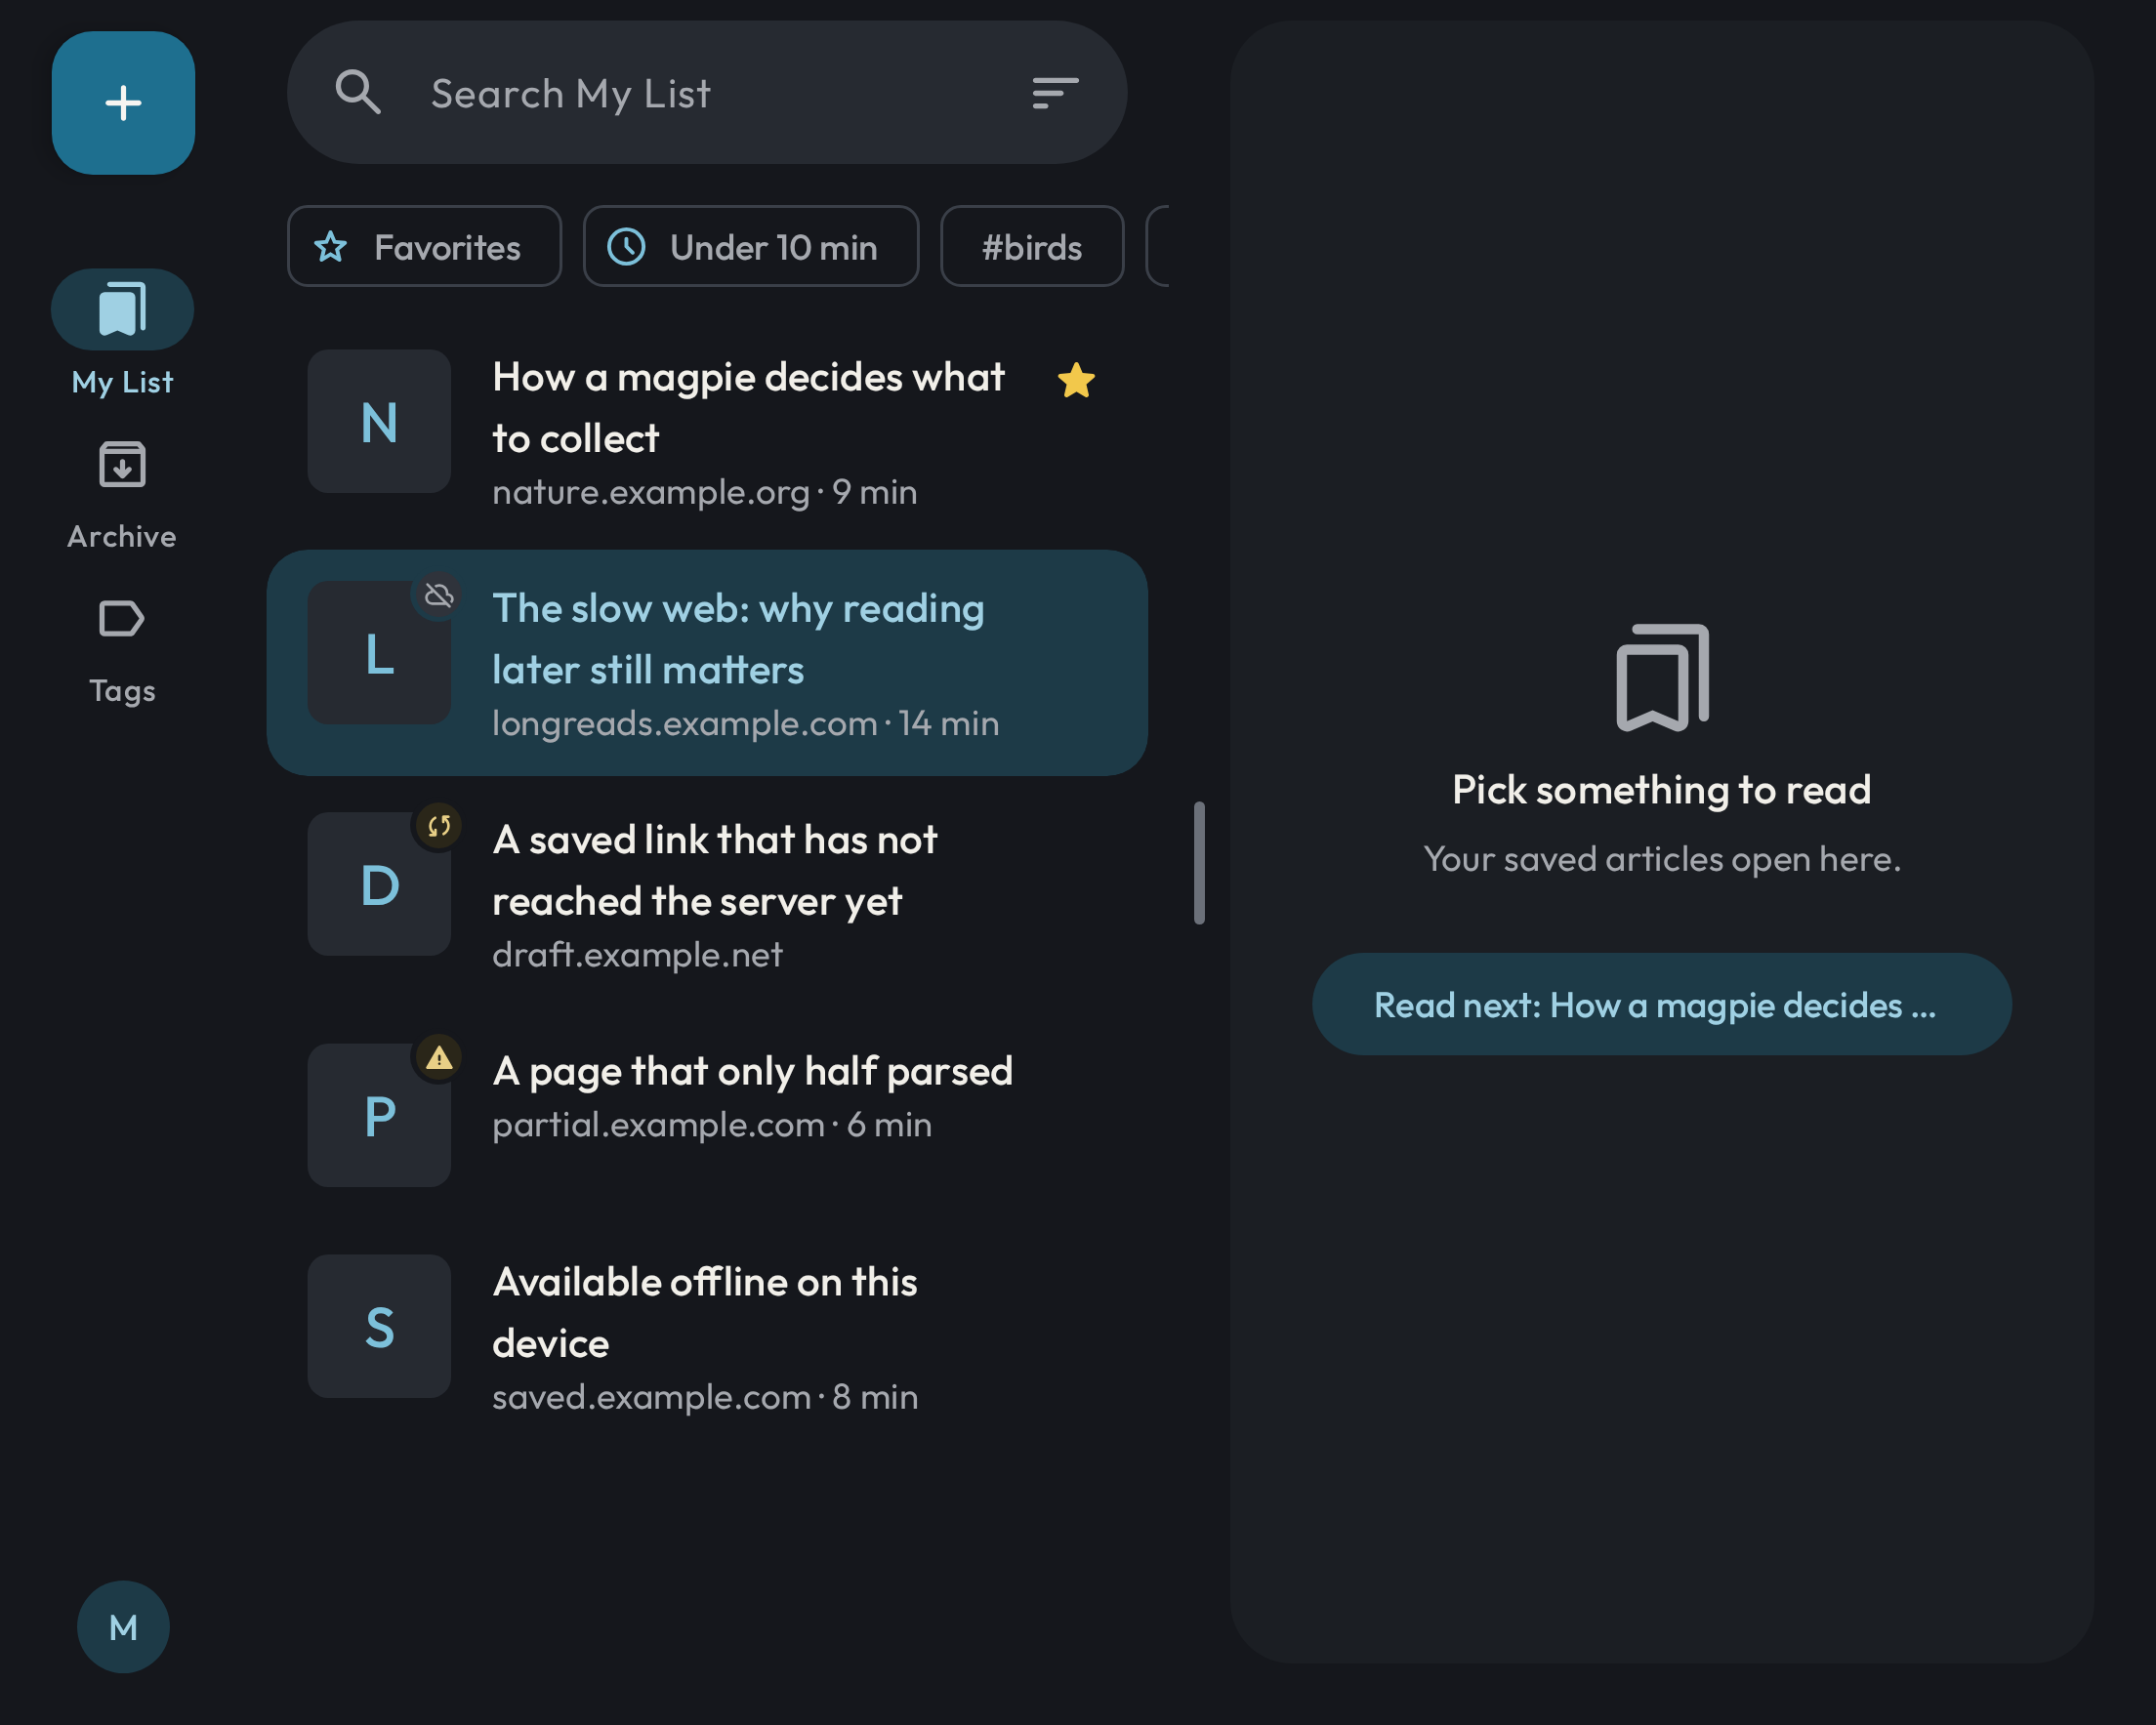 Search My List
Favorites
Under 10 min
#birds
My List
Archive
Tags
M
N
How a magpie decides what
to collect
nature.example.org · 9 min
L
The slow web: why reading
later still matters
longreads.example.com · 14 min
D
A saved link that has not
reached the server yet
draft.example.net
P
A page that only half parsed
partial.example.com · 6 min
S
Available offline on this
device
saved.example.com · 8 min
Pick something to read
Your saved articles open here.
Read next: How a magpie decides ...